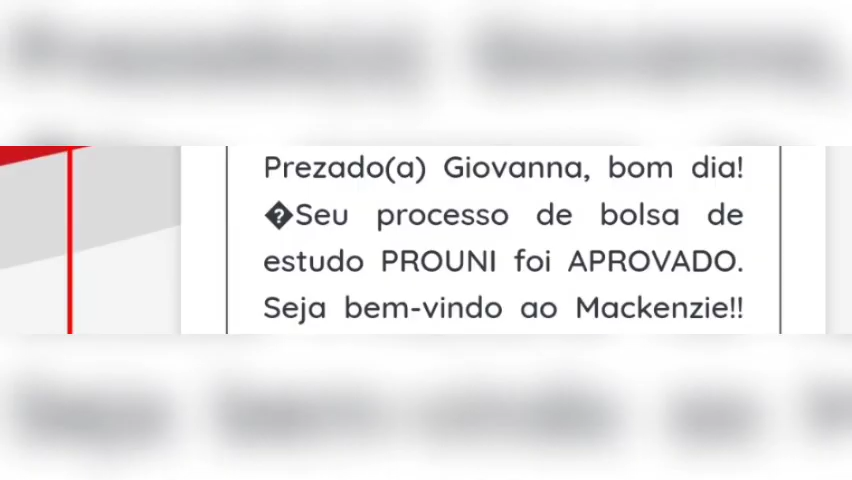 Prezado(a) Giovanna, bom dia!
�Seu processo de bolsa de
estudo PROUNI foi APROVADO.
Seja bem-vindo ao Mackenzie!!